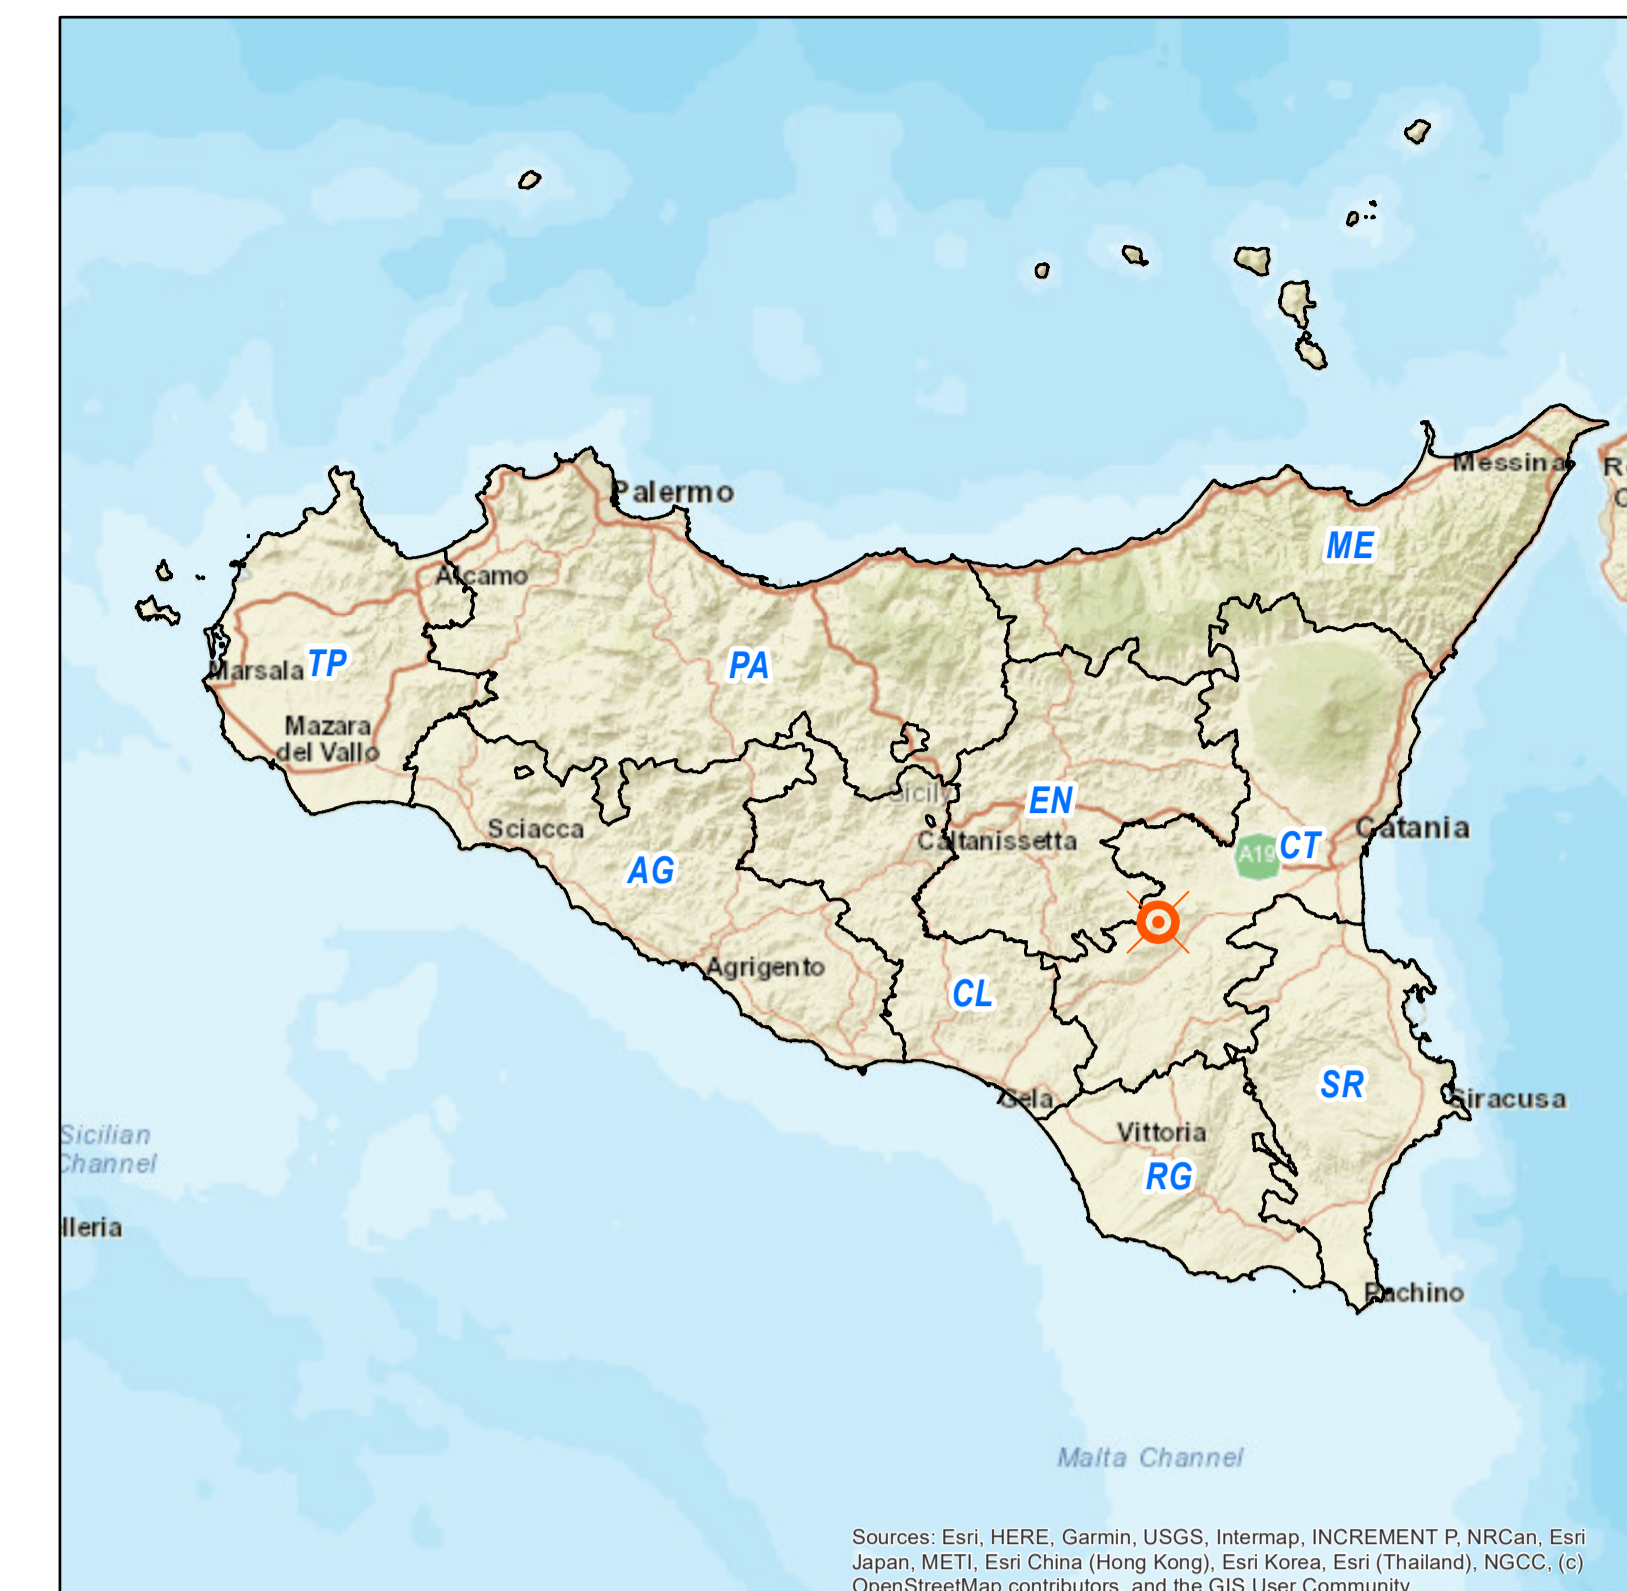 Palermo
Messina
R
C
ME
Alcamo
Marsala
TP
PA
Mazara
del Vallo
Sicily
EN
Sciacca
Caltanissetta
A19
CT
Catania
AG
Agrigento
CL
SR
Gela
Siracusa
Sicilian
Channel
Vittoria
RG
lleria
Pachino
Malta Channel
Sources: Esri, HERE, Garmin, USGS, Intermap, INCREMENT P, NRCan, Esri
Japan, METI, Esri China (Hong Kong), Esri Korea, Esri (Thailand), NGCC, (c)
OpenStreetMap contributors, and the GIS User Community